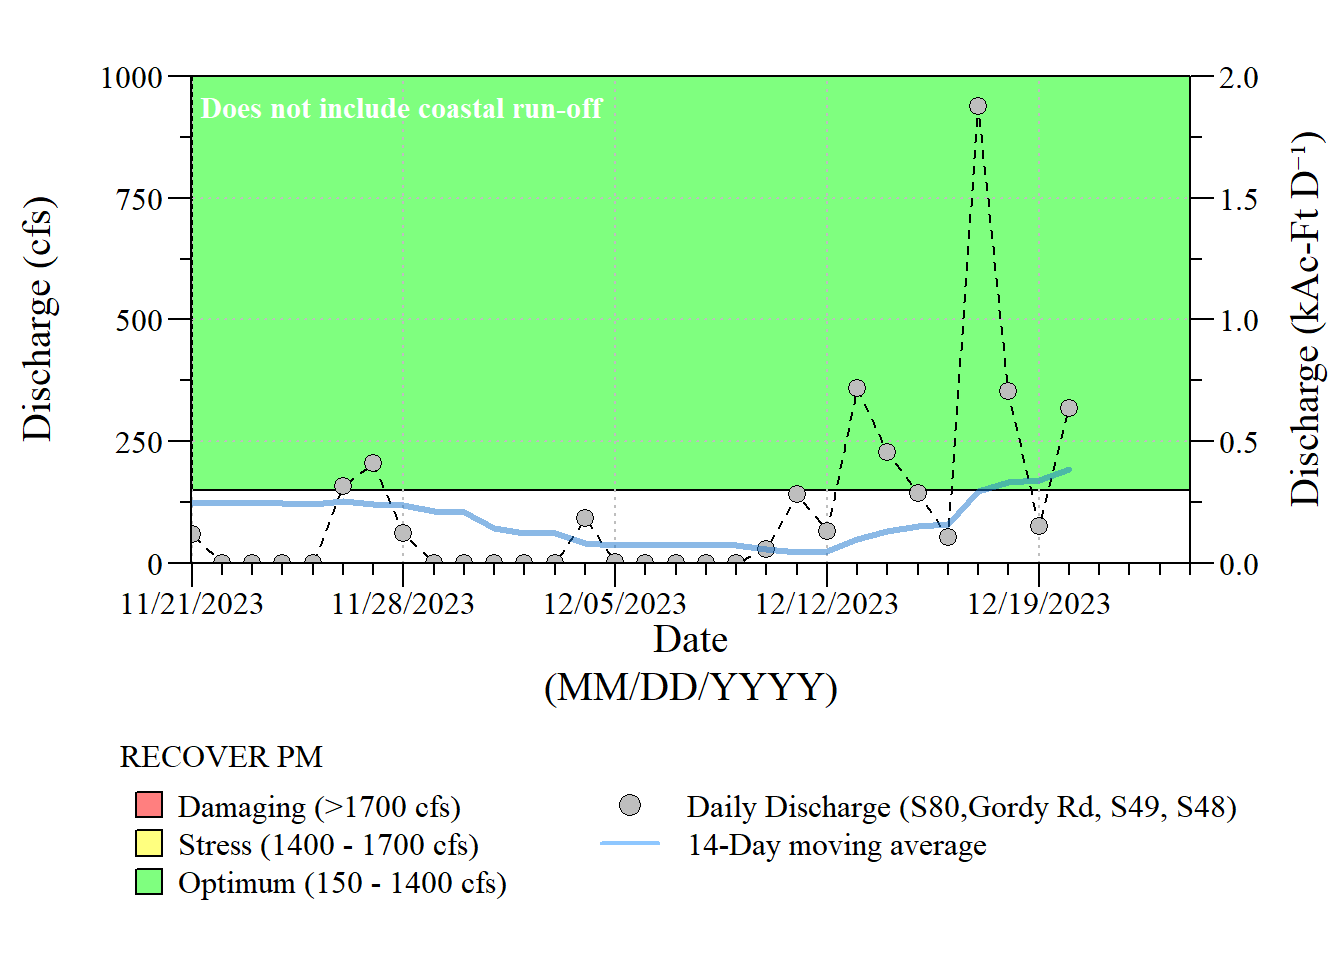 Does not include coastal run-off
1000
750
500
250
0
Discharge (cfs)
2.0
1.5
1.0
0.5
0.0
Discharge (kAc-Ft D⁻¹)
11/21/2023
11/28/2023
12/05/2023
12/12/2023
12/19/2023
Date
(MM/DD/YYYY)
RECOVER PM
Damaging (>1700 cfs)
Stress (1400 - 1700 cfs)
Optimum (150 - 1400 cfs)
Daily Discharge (S80,Gordy Rd, S49, S48)
14-Day moving average